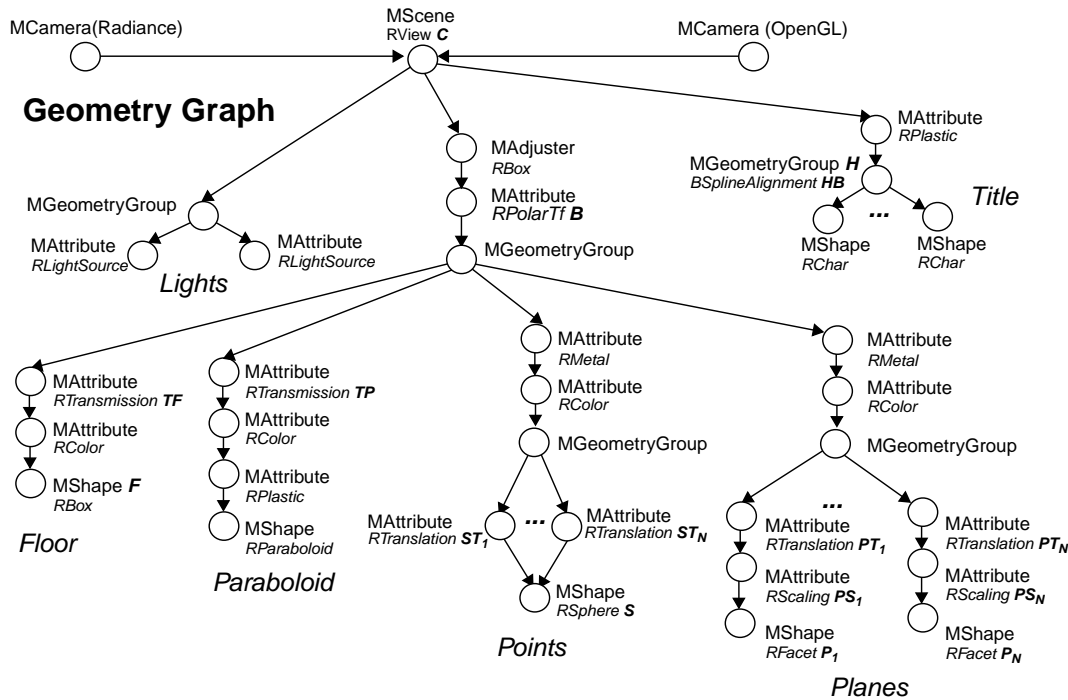 MCamera(Radiance)
MScene
RView C
MCamera (OpenGL)
Geometry Graph
MAttribute
RPlastic
MAdjuster
RBox
MGeometryGroup H
BSplineAlignment HB
MAttribute
RPolarTf B
Title
MGeometryGroup
...
MAttribute
RLightSource
MAttribute
RLightSource
MGeometryGroup
MShape
RChar
MShape
RChar
Lights
MAttribute
RMetal
MAttribute
RMetal
MAttribute
RTransmission TF
MAttribute
RTransmission TP
MAttribute
RColor
MAttribute
RColor
MAttribute
RColor
MAttribute
RColor
MGeometryGroup
MGeometryGroup
MShape F
RBox
MAttribute
RPlastic
...
...
MAttribute
RTranslation ST1
MAttribute
RTranslation STN
MAttribute
RTranslation PT1
MAttribute
RTranslation PTN
Floor
MShape
RParaboloid
Paraboloid
MAttribute
RScaling PS1
MAttribute
RScaling PSN
MShape
RSphere S
Points
MShape
RFacet P1
MShape
RFacet PN
Planes